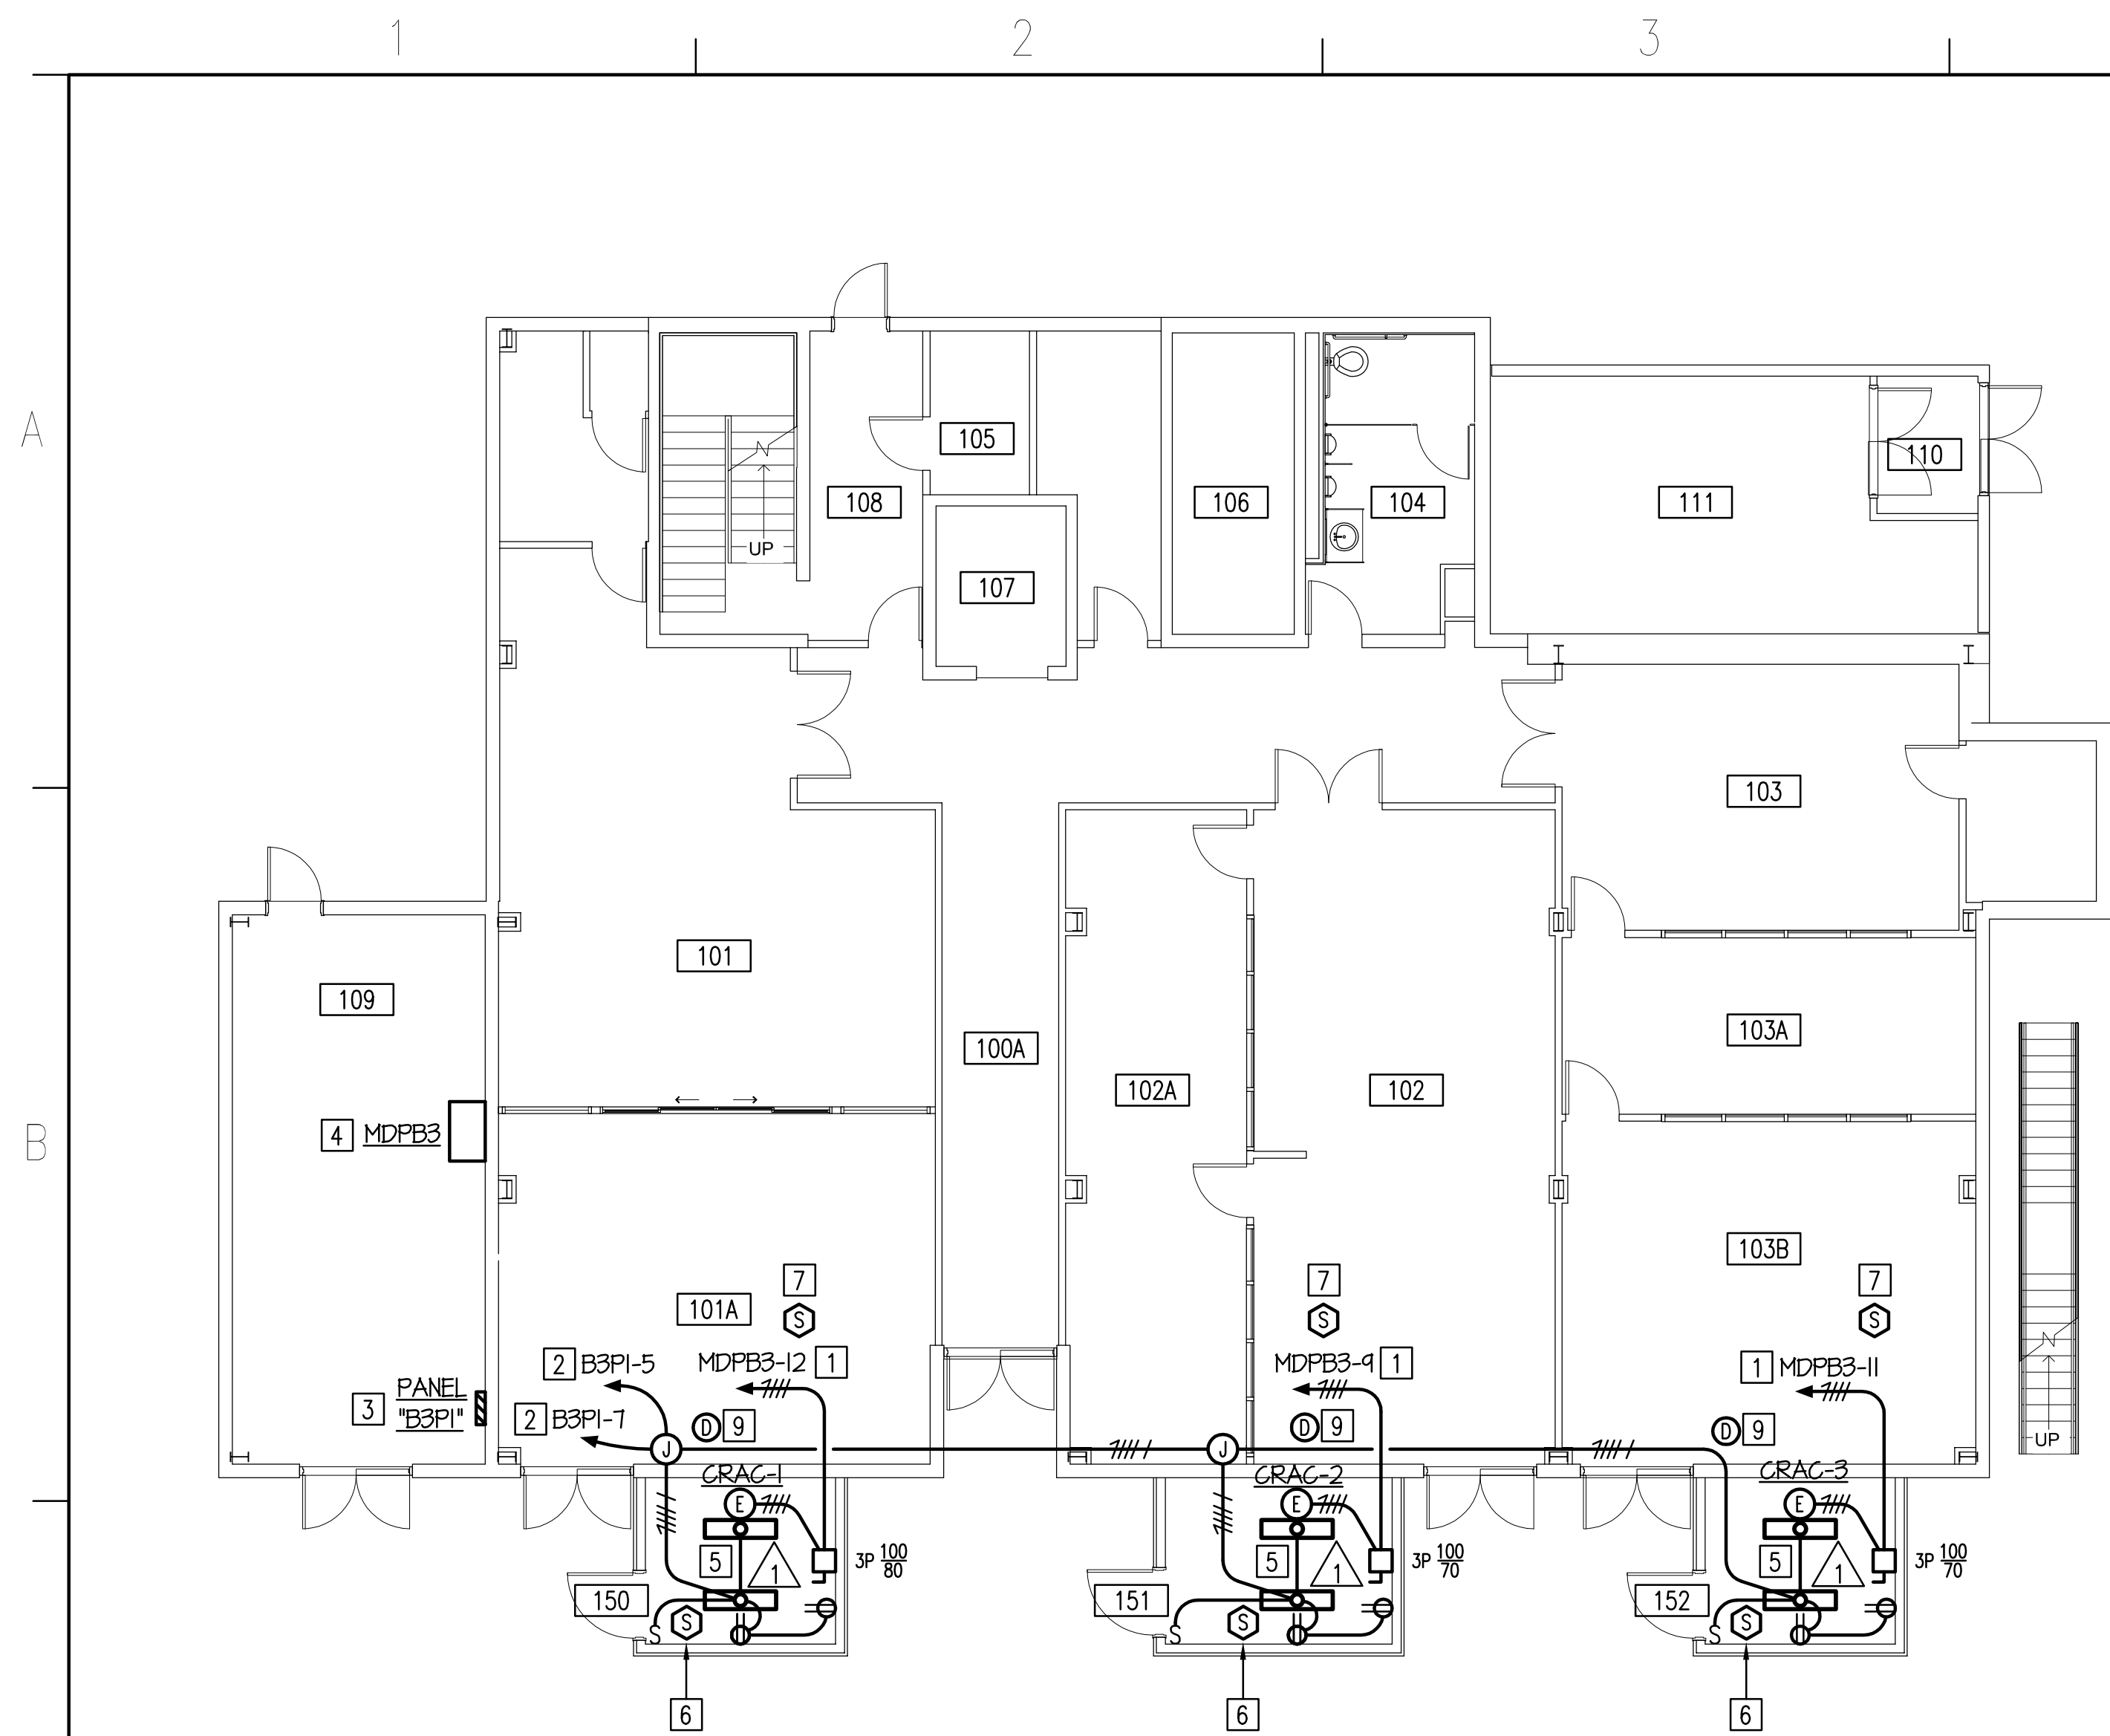 1 2 3
A
105
110
108
106
104
111
UP
107
103
101
109
103A
100A
102A
102
B
4 MDPB3
103B
7
7
7
101A
S
S
S
2 B3P1-5
MDPB3-12 1
MDPB3-9 1
1 MDPB3-11
3 PANEL
"B3P1"
2 B3P1-7
D 9
D 9
D 9
J
J
UP
CRAC-1
CRAC-2
CRAC-3
E
E
E
5
1
3P 100
80
5
1
3P 100
70
5
1
3P 100
70
150
151
152
S
S
S
S
S
S
6
6
6